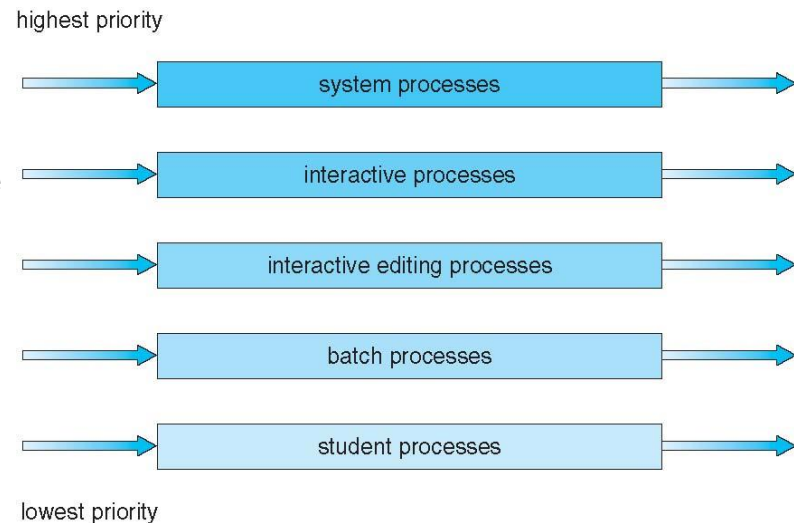 highest priority
system processes
interactive processes
interactive editing processes
batch processes
student processes
lowest priority